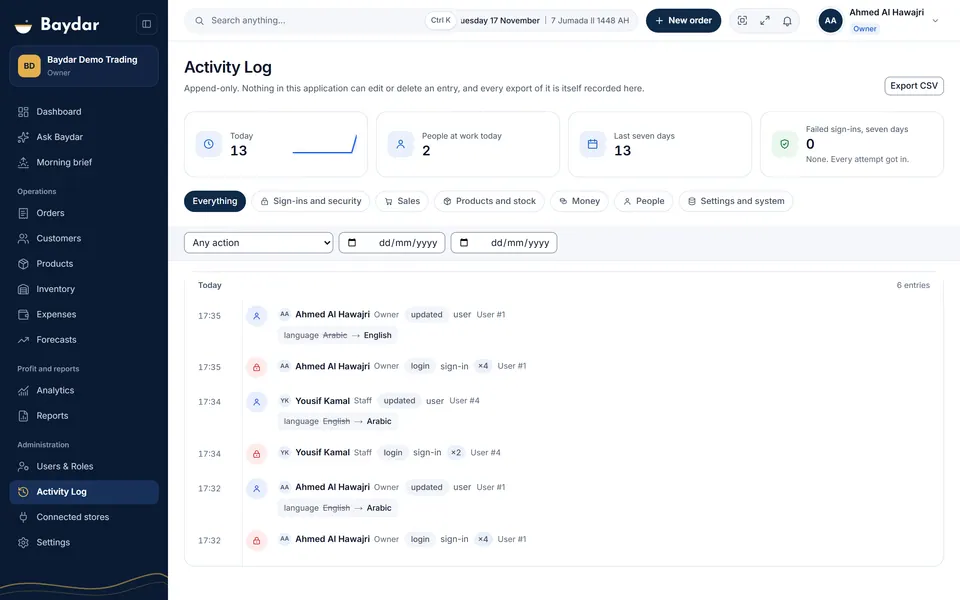 Baydar
BD
Baydar Demo Trading
Owner
Dashboard
Ask Baydar
Morning brief
Operations
Orders
Customers
Products
Inventory
Expenses
Forecasts
Profit and reports
Analytics
Reports
Administration
Users & Roles
Activity Log
Connected stores
Settings
Search anything...
Ctrl K
uesday 17 November | 7 Jumada II 1448 AH
+ New order
AA
Ahmed Al Hawajri
Owner
Activity Log
Append-only. Nothing in this application can edit or delete an entry, and every export of it is itself recorded here.
Export CSV
Today
13
People at work today
2
Last seven days
13
Failed sign-ins, seven days
0
None. Every attempt got in.
Everything
Sign-ins and security
Sales
Products and stock
Money
People
Settings and system
Any action
dd/mm/yyyy
dd/mm/yyyy
Today
6 entries
17:35 AA Ahmed Al Hawajri Owner updated user User #1
language Arabic → English
17:35 AA Ahmed Al Hawajri Owner login sign-in ×4 User #1
17:34 YK Yousif Kamal Staff updated user User #4
language English → Arabic
17:34 YK Yousif Kamal Staff login sign-in ×2 User #4
17:32 AA Ahmed Al Hawajri Owner updated user User #1
language English → Arabic
17:32 AA Ahmed Al Hawajri Owner login sign-in ×4 User #1